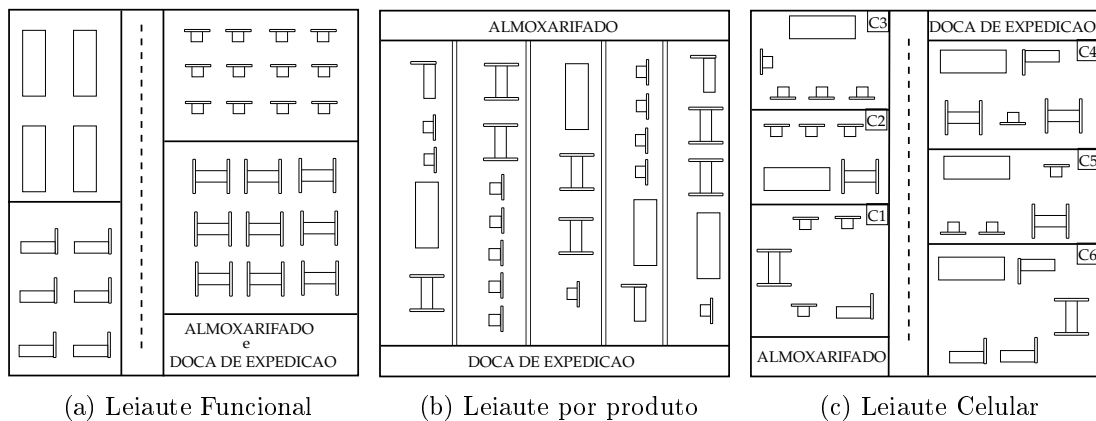 ALMOXARIFADO
e
DOCA DE EXPEDICAO
(a) Leiaute Funcional
ALMOXARIFADO
DOCA DE EXPEDICAO
(b) Leiaute por produto
C3
C2
C1
ALMOXARIFADO
DOCA DE EXPEDICAO
C4
C5
C6
(c) Leiaute Celular